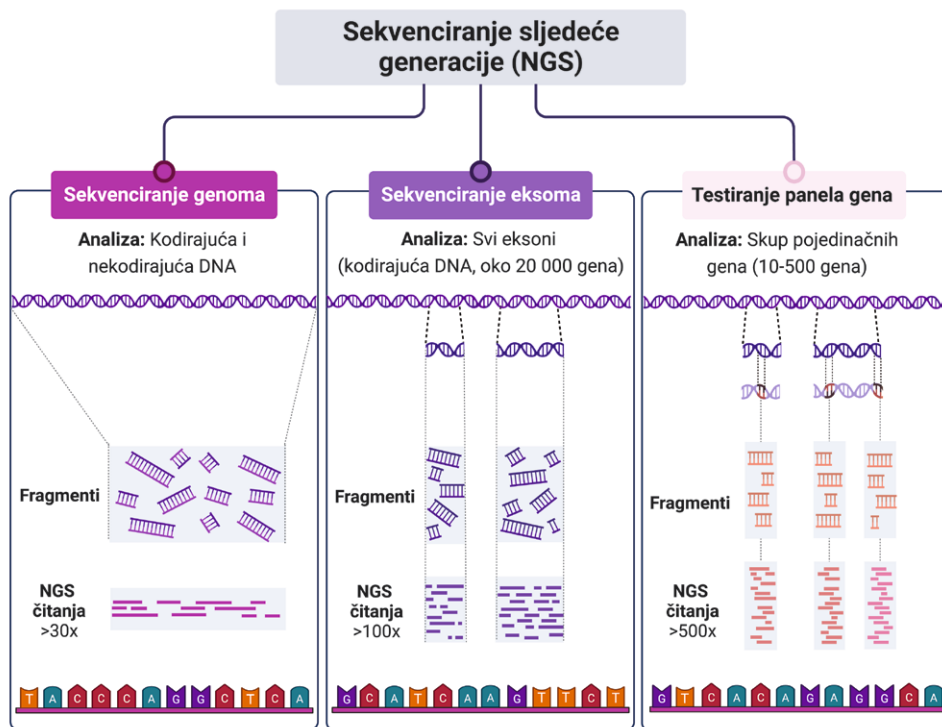 Sekvenciranje sljedeće
generacije (NGS)
Sekvenciranje genoma
Analiza: Kodirajuća i
nekodirajuća DNA
Fragmenti
NGS
čitanja
>30x
T A C C C A G G C T C A
Sekvenciranje eksoma
Analiza: Svi eksoni
(kodirajuća DNA, oko 20 000 gena)
Fragmenti
NGS
čitanja
>100x
G C A T C A A G T T C T
Testiranje panela gena
Analiza: Skup pojedinačnih
gena (10-500 gena)
Fragmenti
NGS
čitanja
>500x
G T C A C A G A G G C A